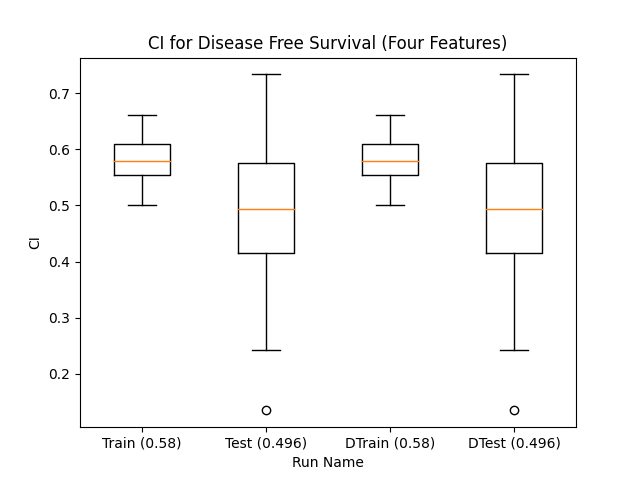 CI for Disease Free Survival (Four Features)
CI
0.7
0.6
0.5
0.4
0.3
0.2
Train (0.58) Test (0.496) DTrain (0.58) DTest (0.496)
Run Name